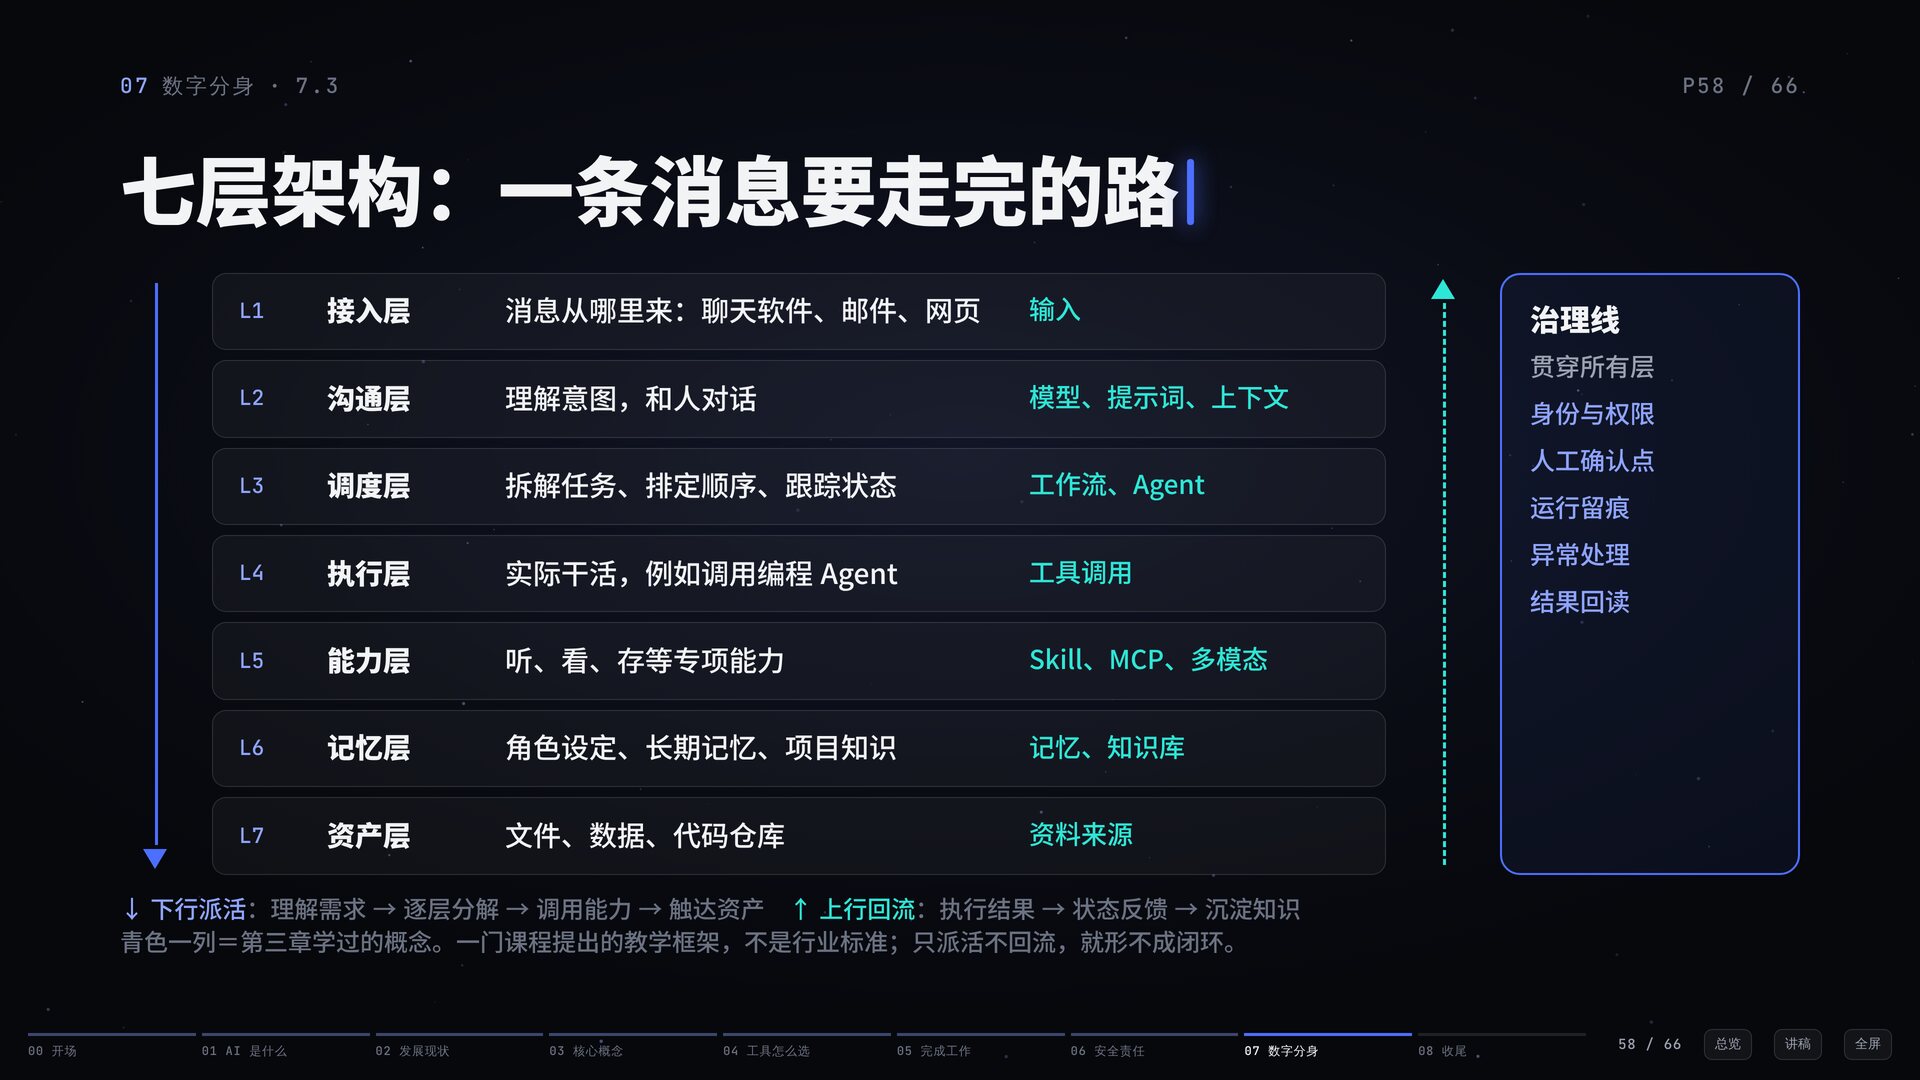 07 数字分身 · 7.3
P58 / 66
七层架构：一条消息要走完的路
L1 接入层 消息从哪里来：聊天软件、邮件、网页 输入
L2 沟通层 理解意图，和人对话 模型、提示词、上下文
L3 调度层 拆解任务、排定顺序、跟踪状态 工作流、Agent
L4 执行层 实际干活，例如调用编程 Agent 工具调用
L5 能力层 听、看、存等专项能力 Skill、MCP、多模态
L6 记忆层 角色设定、长期记忆、项目知识 记忆、知识库
L7 资产层 文件、数据、代码仓库 资料来源
治理线
贯穿所有层
身份与权限
人工确认点
运行留痕
异常处理
结果回读
↓ 下行派活：理解需求 → 逐层分解 → 调用能力 → 触达资产 ↑ 上行回流：执行结果 → 状态反馈 → 沉淀知识
青色一列＝第三章学过的概念。一门课程提出的教学框架，不是行业标准；只派活不回流，就形不成闭环。
00 开场 01 AI 是什么 02 发展现状 03 核心概念 04 工具怎么选 05 完成工作 06 安全责任 07 数字分身 08 收尾 58 / 66 总览 讲稿 全屏